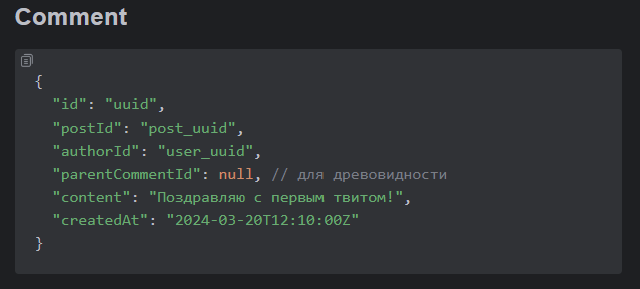 Comment
{
"id": "uuid",
"postId": "post_uuid",
"authorId": "user_uuid",
"parentCommentId": null, // для древовидности
"content": "Поздравляю с первым твитом!",
"createdAt": "2024-03-20T12:10:00Z"
}